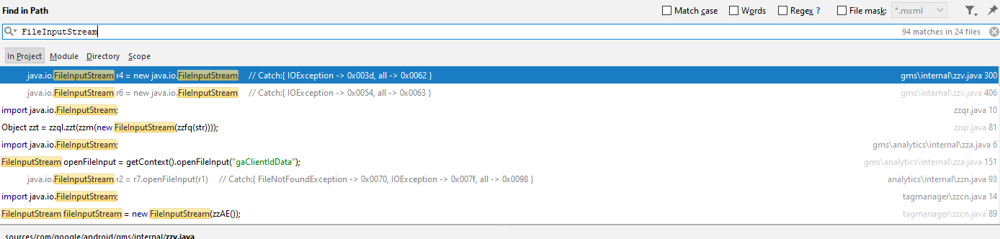 Find in Path Match case Words Regex ? File mask: *.mxml
FileInputStream 94 matches in 24 files
In Project Module Directory Scope
java.io.FileInputStream r4 = new java.io.FileInputStream // Catch:{ IOException -> 0x003d, all -> 0x0062 } gms\internal\zzv.java 300
java.io.FileInputStream r6 = new java.io.FileInputStream // Catch:{ IOException -> 0x0054, all -> 0x0063 } gms\internal\zzv.java 406
import java.io.FileInputStream; zzqr.java 10
Object zzt = zzql.zzt(zzm(new FileInputStream(zzfq(str)))); zzqr.java 81
import java.io.FileInputStream; gms\analytics\internal\zza.java 6
FileInputStream openFileInput = getContext().openFileInput("gaClientIdData"); gms\analytics\internal\zza.java 151
java.io.FileInputStream r2 = r7.openFileInput(r1) // Catch:{ FileNotFoundException -> 0x0070, IOException -> 0x007f, all -> 0x0098 } analytics\internal\zzn.java 93
import java.io.FileInputStream; tagmanager\zzcn.java 14
FileInputStream fileInputStream = new FileInputStream(zzAE()); tagmanager\zzcn.java 89
sources/com/google/android/gms/internal/zzv.java